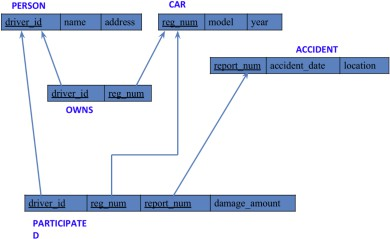 PERSON
CAR
driver_id name address
reg_num model year
ACCIDENT
report_num accident_date location
driver_id reg_num
OWNS
driver_id reg_num report_num damage_amount
PARTICIPATE
D